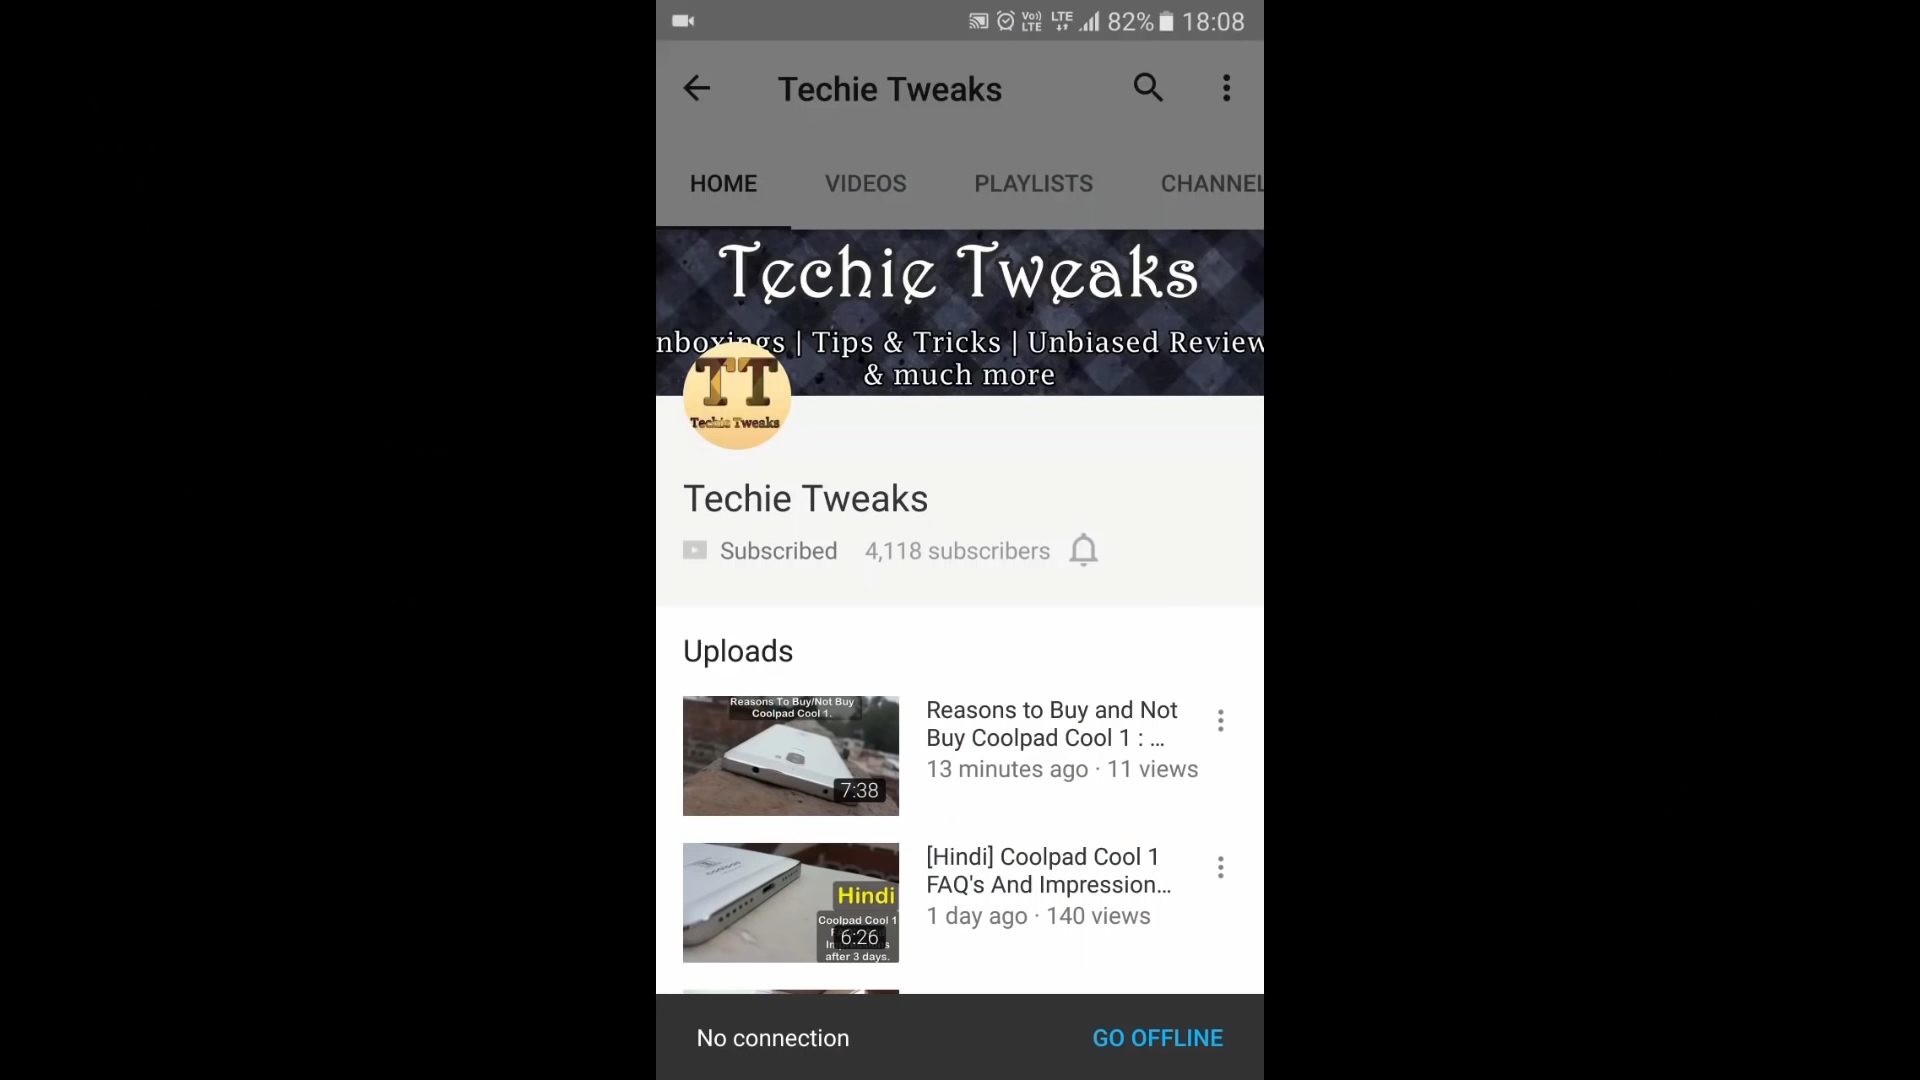 Vo))
LTE
LTE
82%
18:08
Techie Tweaks
HOME
VIDEOS
PLAYLISTS
CHANNEL
Techie Tweaks
nboxings | Tips & Tricks | Unbiased Review
& much more
TT
Techie Tweaks
Techie Tweaks
Subscribed
4,118 subscribers
Uploads
Reasons To Buy/Not Buy
Coolpad Cool 1.
7:38
Reasons to Buy and Not
Buy Coolpad Cool 1 : ...
13 minutes ago · 11 views
Hindi
Coolpad Cool 1
6:26
after 3 days.
[Hindi] Coolpad Cool 1
FAQ's And Impression...
1 day ago · 140 views
No connection
GO OFFLINE